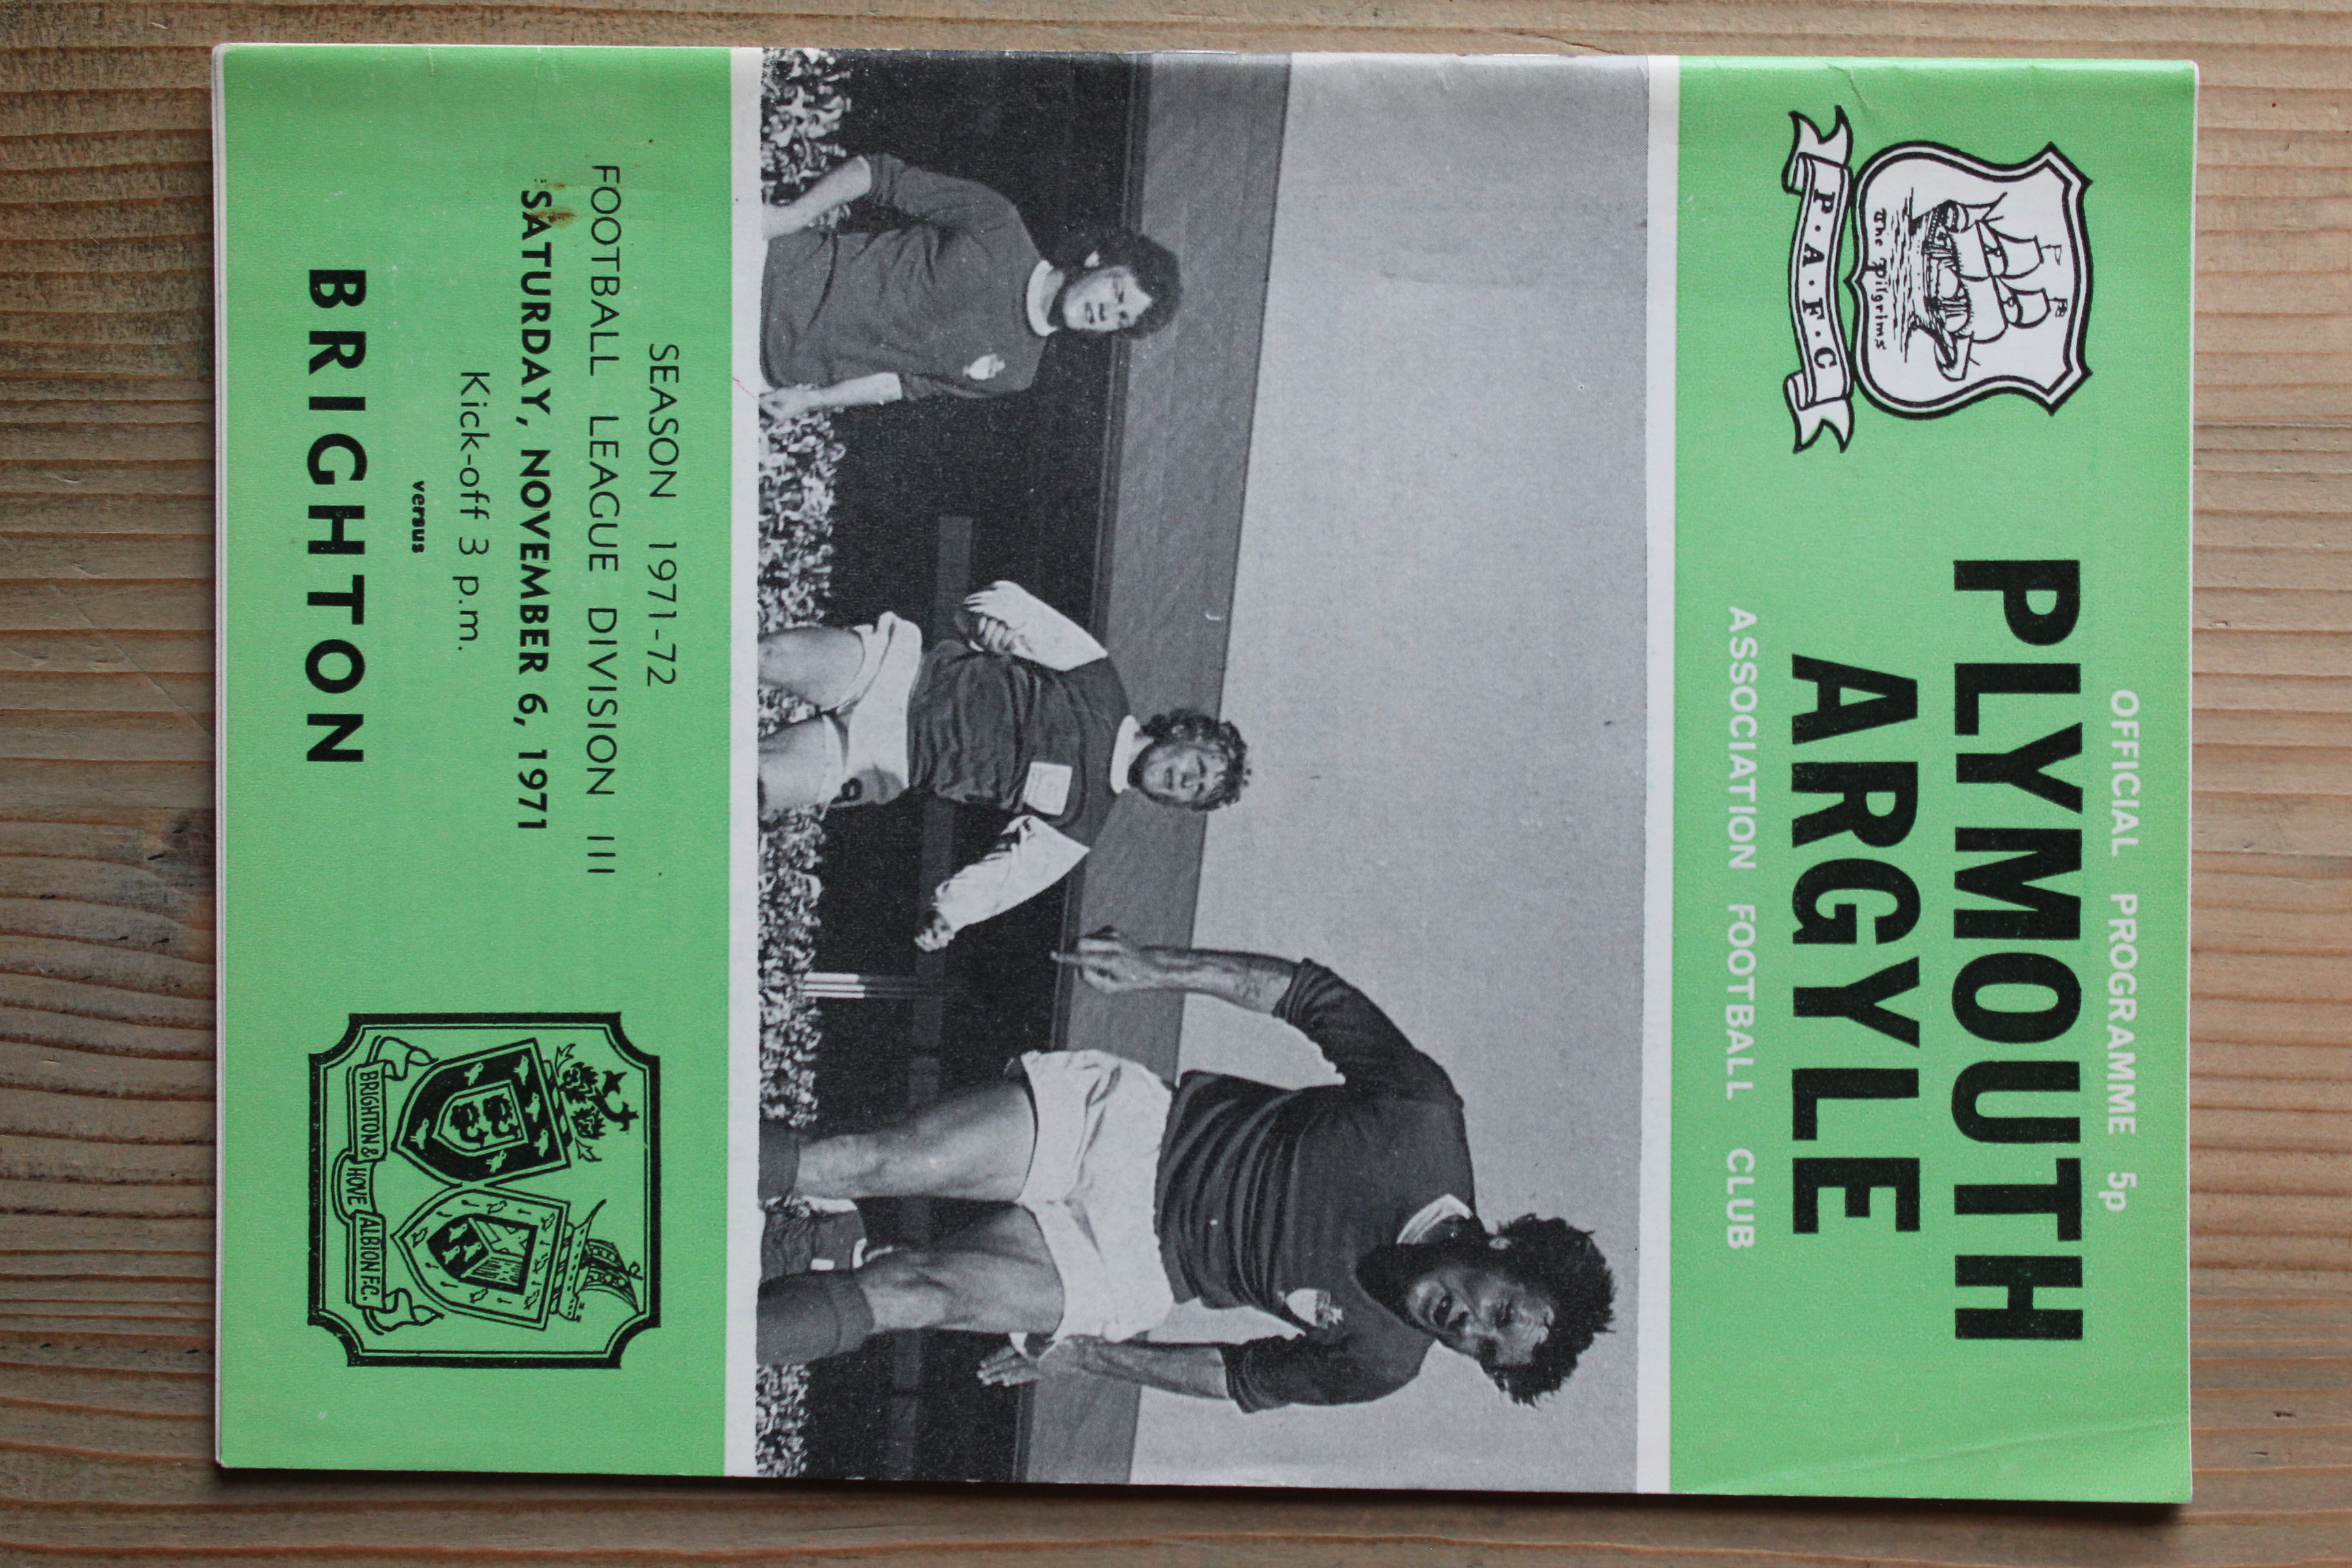 OFFICIAL PROGRAMME 5p
PLYMOUTH
ARGYLE
ASSOCIATION FOOTBALL CLUB
The Pilgrims
P·A·F·C
SEASON 1971-72
FOOTBALL LEAGUE DIVISION III
SATURDAY, NOVEMBER 6, 1971
Kick-off 3 p.m.
versus
BRIGHTON
BRIGHTON & HOVE ALBION F.C.